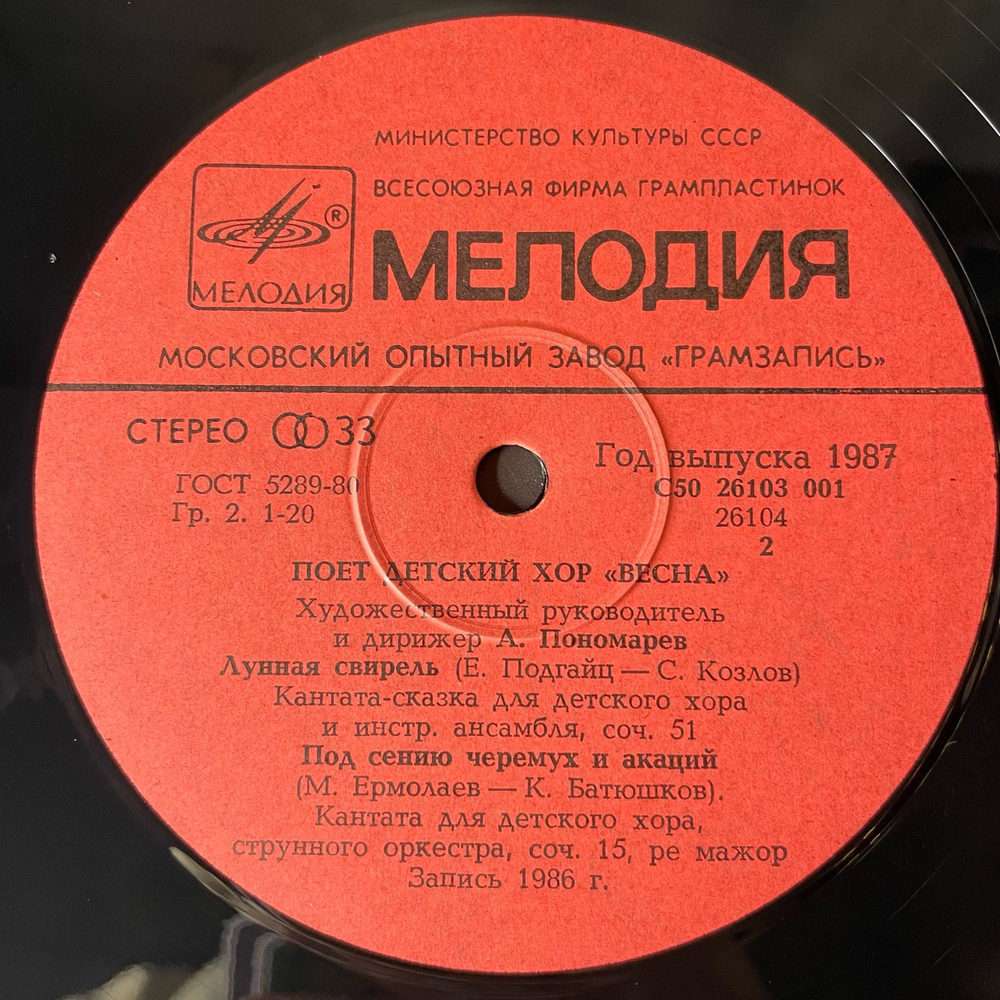 МИНИСТЕРСТВО КУЛЬТУРЫ СССР
ВСЕСОЮЗНАЯ ФИРМА ГРАМПЛАСТИНОК
®
МЕЛОДИЯ
МЕЛОДИЯ
МОСКОВСКИЙ ОПЫТНЫЙ ЗАВОД «ГРАМЗАПИСЬ»
СТЕРЕО 33
Год выпуска 1987
ГОСТ 5289-80
С50 26103 001
Гр. 2. 1-20
26104
2
ПОЕТ ДЕТСКИЙ ХОР «ВЕСНА»
Художественный руководитель
и дирижер А. Пономарев
Лунная свирель (Е. Подгайц — С. Козлов)
Кантата-сказка для детского хора
и инстр. ансамбля, соч. 51
Под сению черемух и акаций
(М. Ермолаев — К. Батюшков).
Кантата для детского хора,
струнного оркестра, соч. 15, ре мажор
Запись 1986 г.